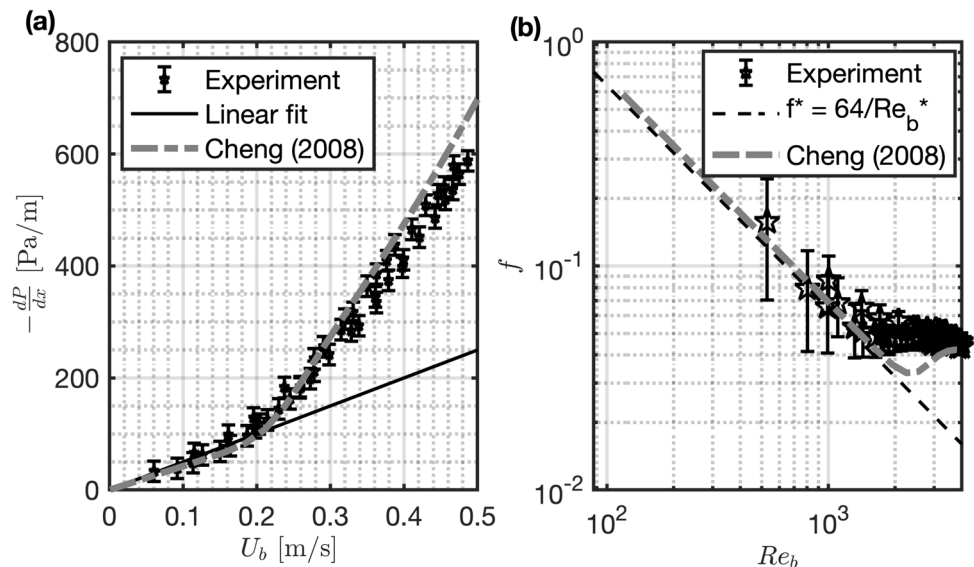 (a)
800
600
400
200
0
−dP/dx [Pa/m]
Experiment
Linear fit
Cheng (2008)
0 0.1 0.2 0.3 0.4 0.5
U_b [m/s]
(b)
10^0
10^-1
10^-2
f
Experiment
f* = 64/Re_b*
Cheng (2008)
10^2 10^3
Re_b